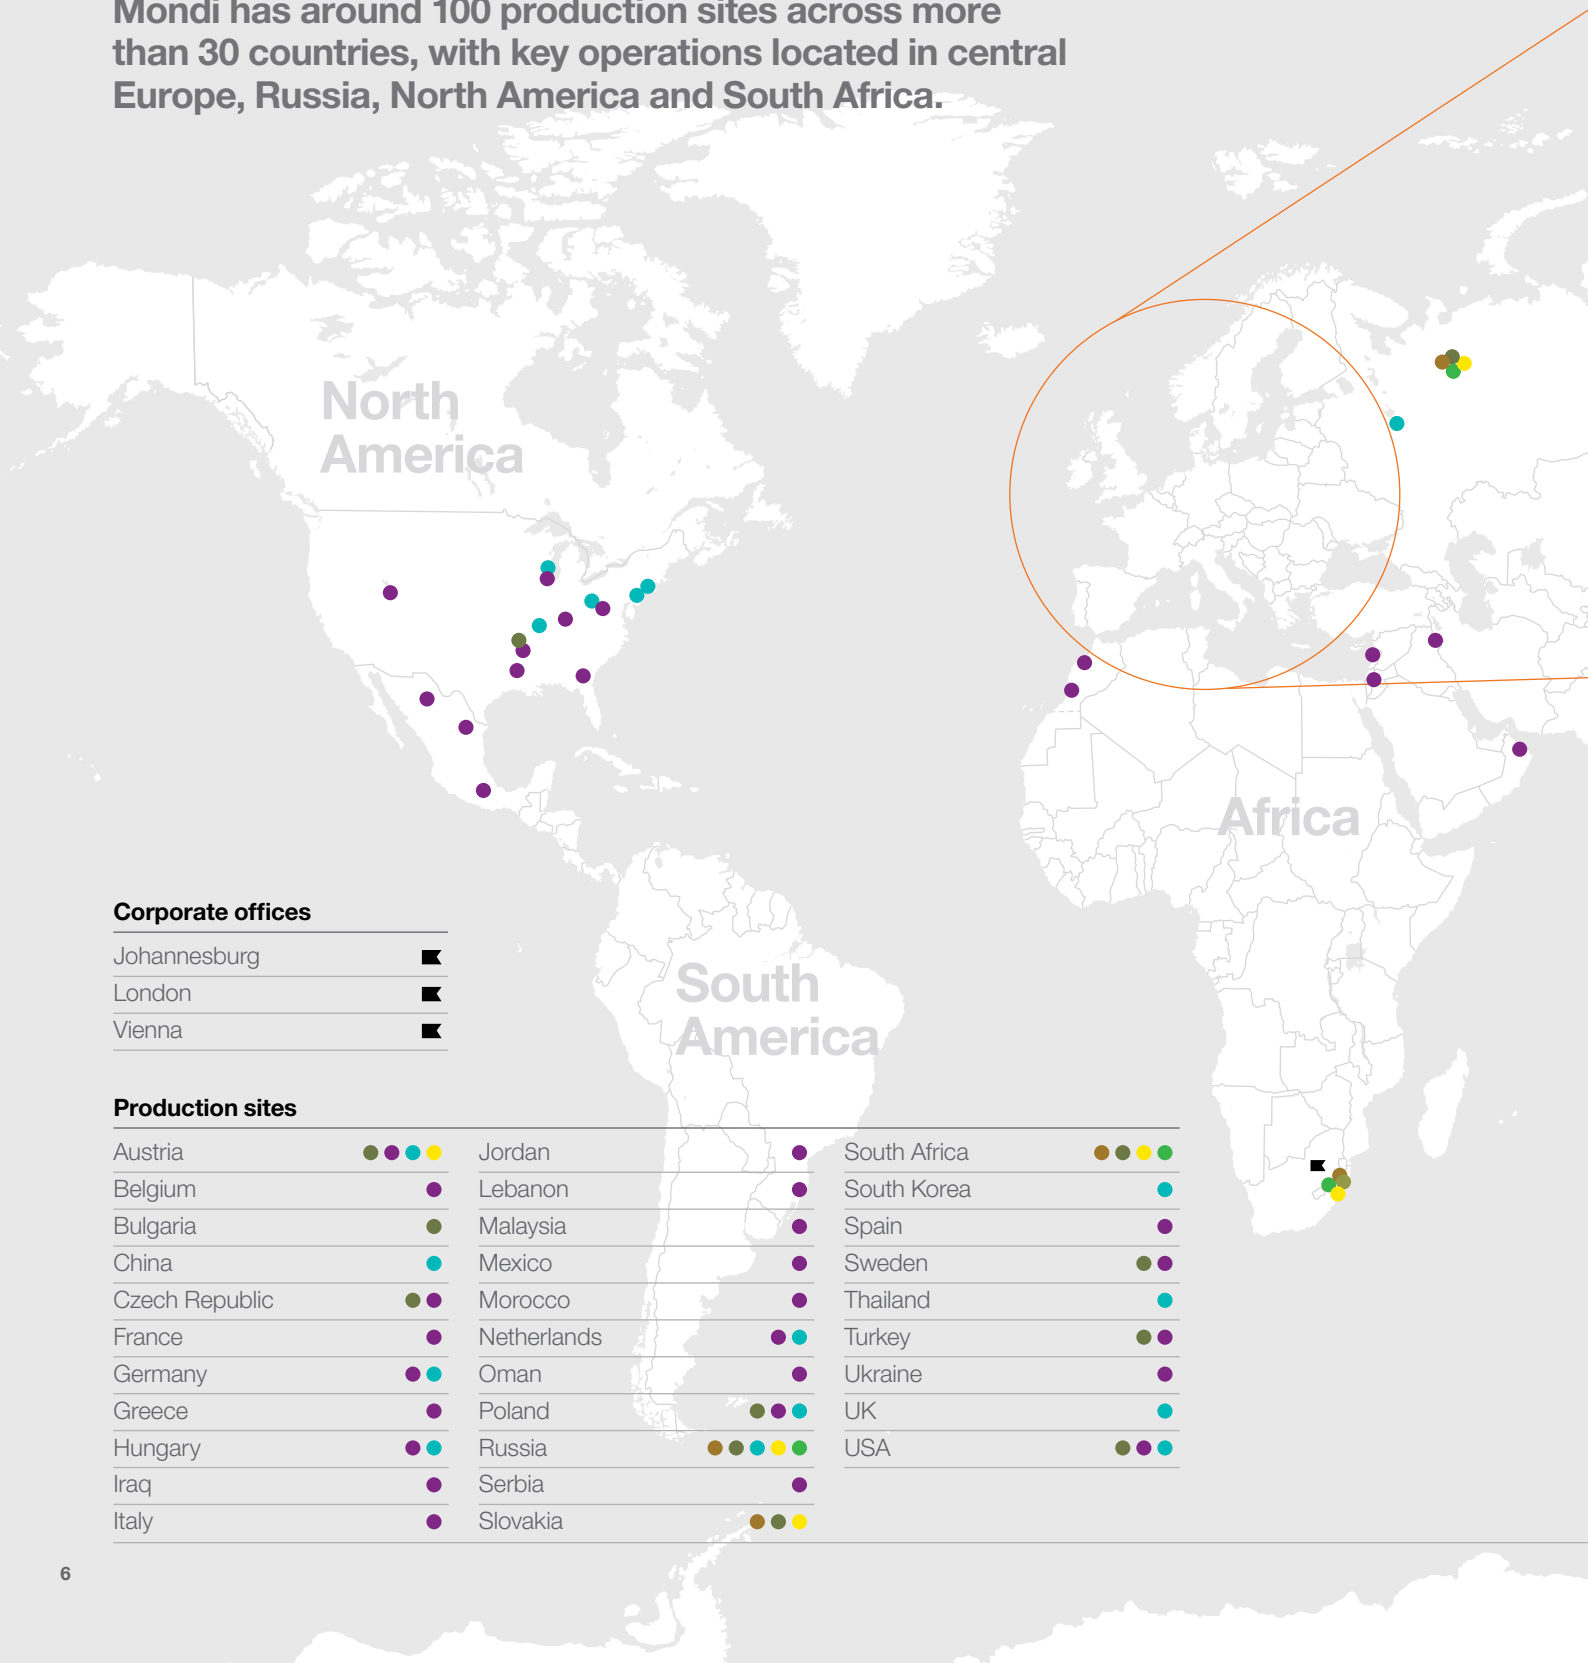 Mondi has around 100 production sites across more
than 30 countries, with key operations located in central
Europe, Russia, North America and South Africa.
North
America
Africa
South
America
Corporate offices
Johannesburg
London
Vienna
Production sites
Austria
Belgium
Bulgaria
China
Czech Republic
France
Germany
Greece
Hungary
Iraq
Italy
Jordan
Lebanon
Malaysia
Mexico
Morocco
Netherlands
Oman
Poland
Russia
Serbia
Slovakia
South Africa
South Korea
Spain
Sweden
Thailand
Turkey
Ukraine
UK
USA
6